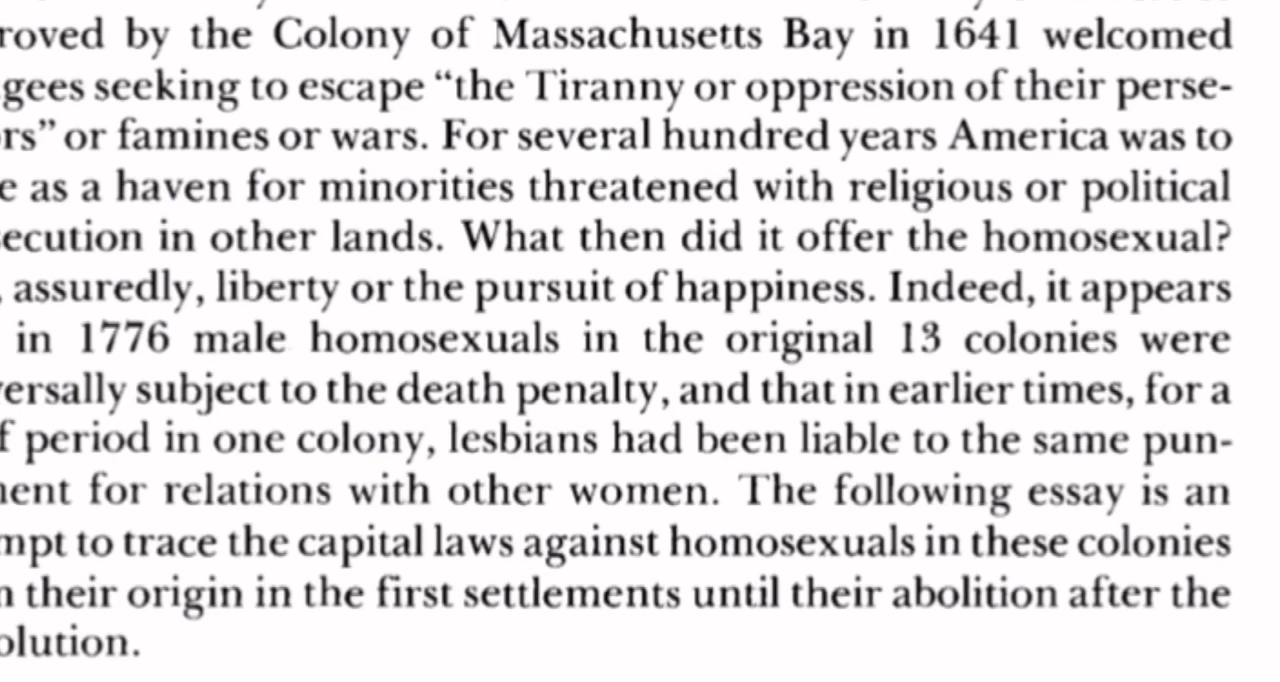 roved by the Colony of Massachusetts Bay in 1641 welcomed
gees seeking to escape “the Tiranny or oppression of their perse-
rs” or famines or wars. For several hundred years America was to
e as a haven for minorities threatened with religious or political
ecution in other lands. What then did it offer the homosexual?
, assuredly, liberty or the pursuit of happiness. Indeed, it appears
in 1776 male homosexuals in the original 13 colonies were
ersally subject to the death penalty, and that in earlier times, for a
f period in one colony, lesbians had been liable to the same pun-
ent for relations with other women. The following essay is an
mpt to trace the capital laws against homosexuals in these colonies
n their origin in the first settlements until their abolition after the
olution.